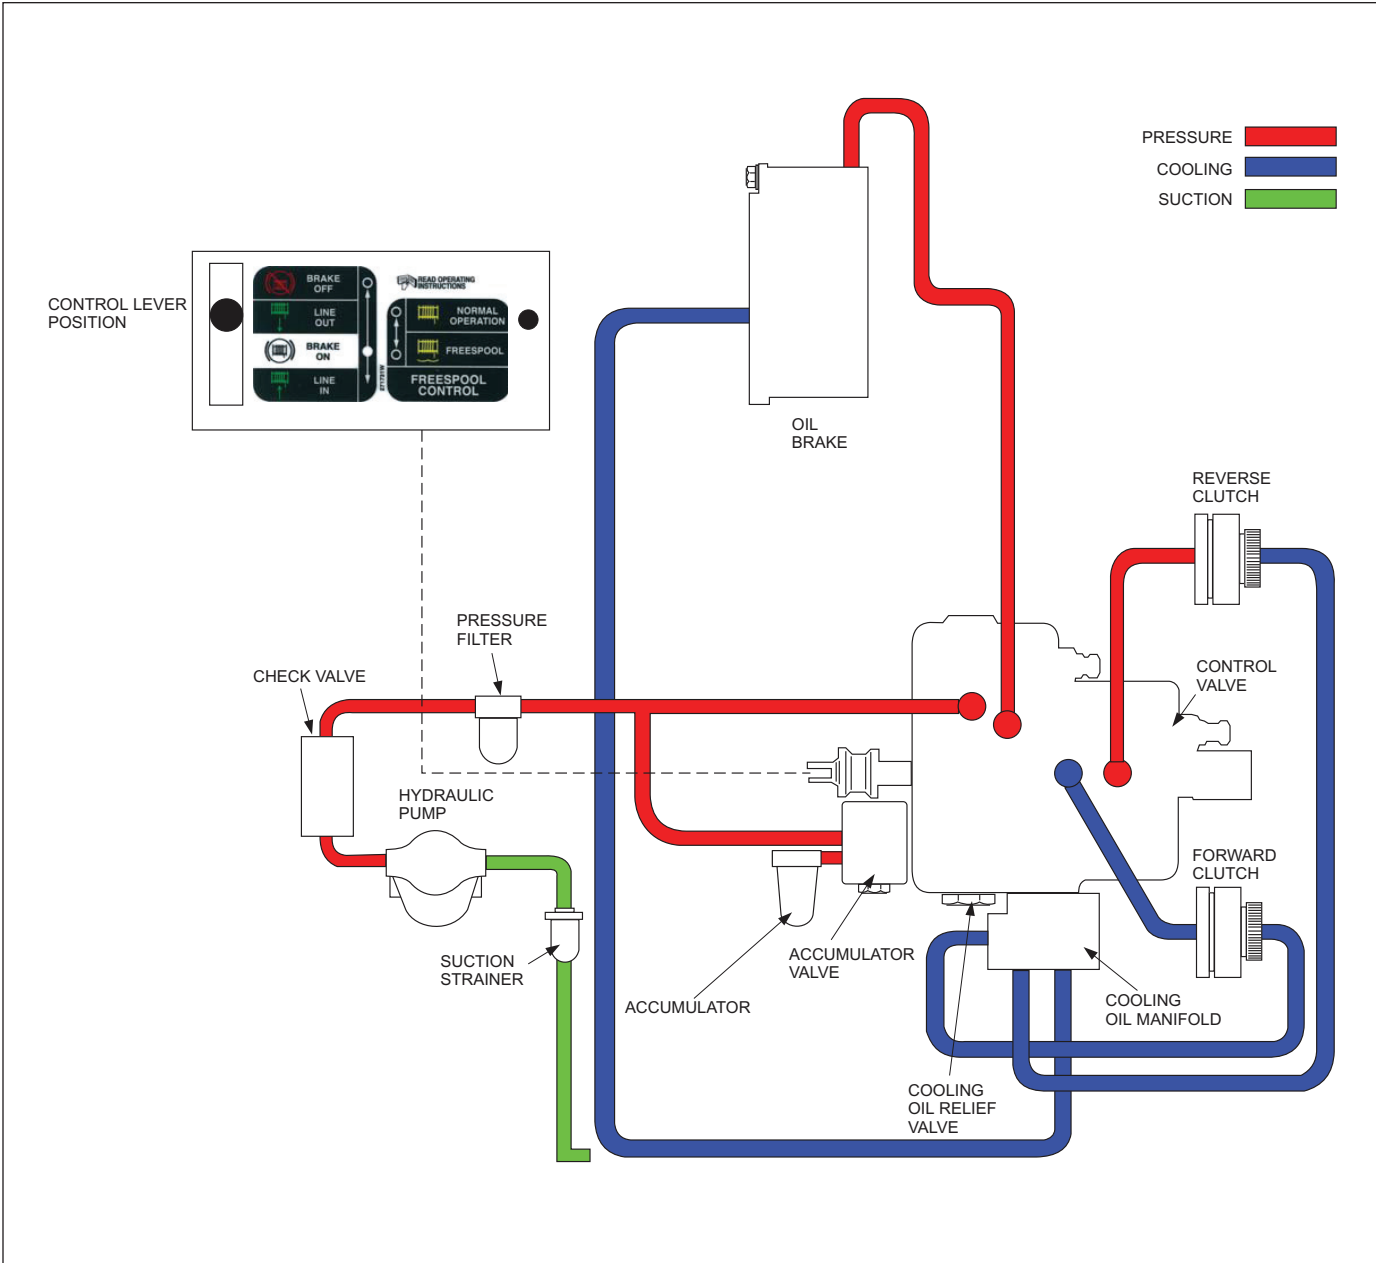 PRESSURE
COOLING
SUCTION
CONTROL LEVER
POSITION
BRAKE
OFF
LINE
OUT
BRAKE
ON
LINE
IN
READ OPERATING
INSTRUCTIONS
NORMAL
OPERATION
FREESPOOL
FREESPOOL
CONTROL
OIL
BRAKE
REVERSE
CLUTCH
PRESSURE
FILTER
CHECK VALVE
CONTROL
VALVE
HYDRAULIC
PUMP
FORWARD
CLUTCH
SUCTION
STRAINER
ACCUMULATOR
VALVE
ACCUMULATOR
COOLING
OIL MANIFOLD
COOLING
OIL RELIEF
VALVE